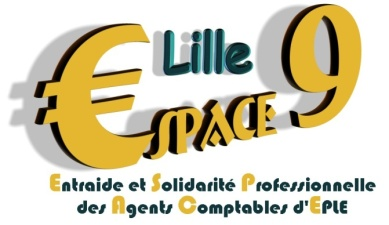 Lille
€SPACE 9
Entraide et Solidarité Professionnelle
des Agents Comptables d'EPLE